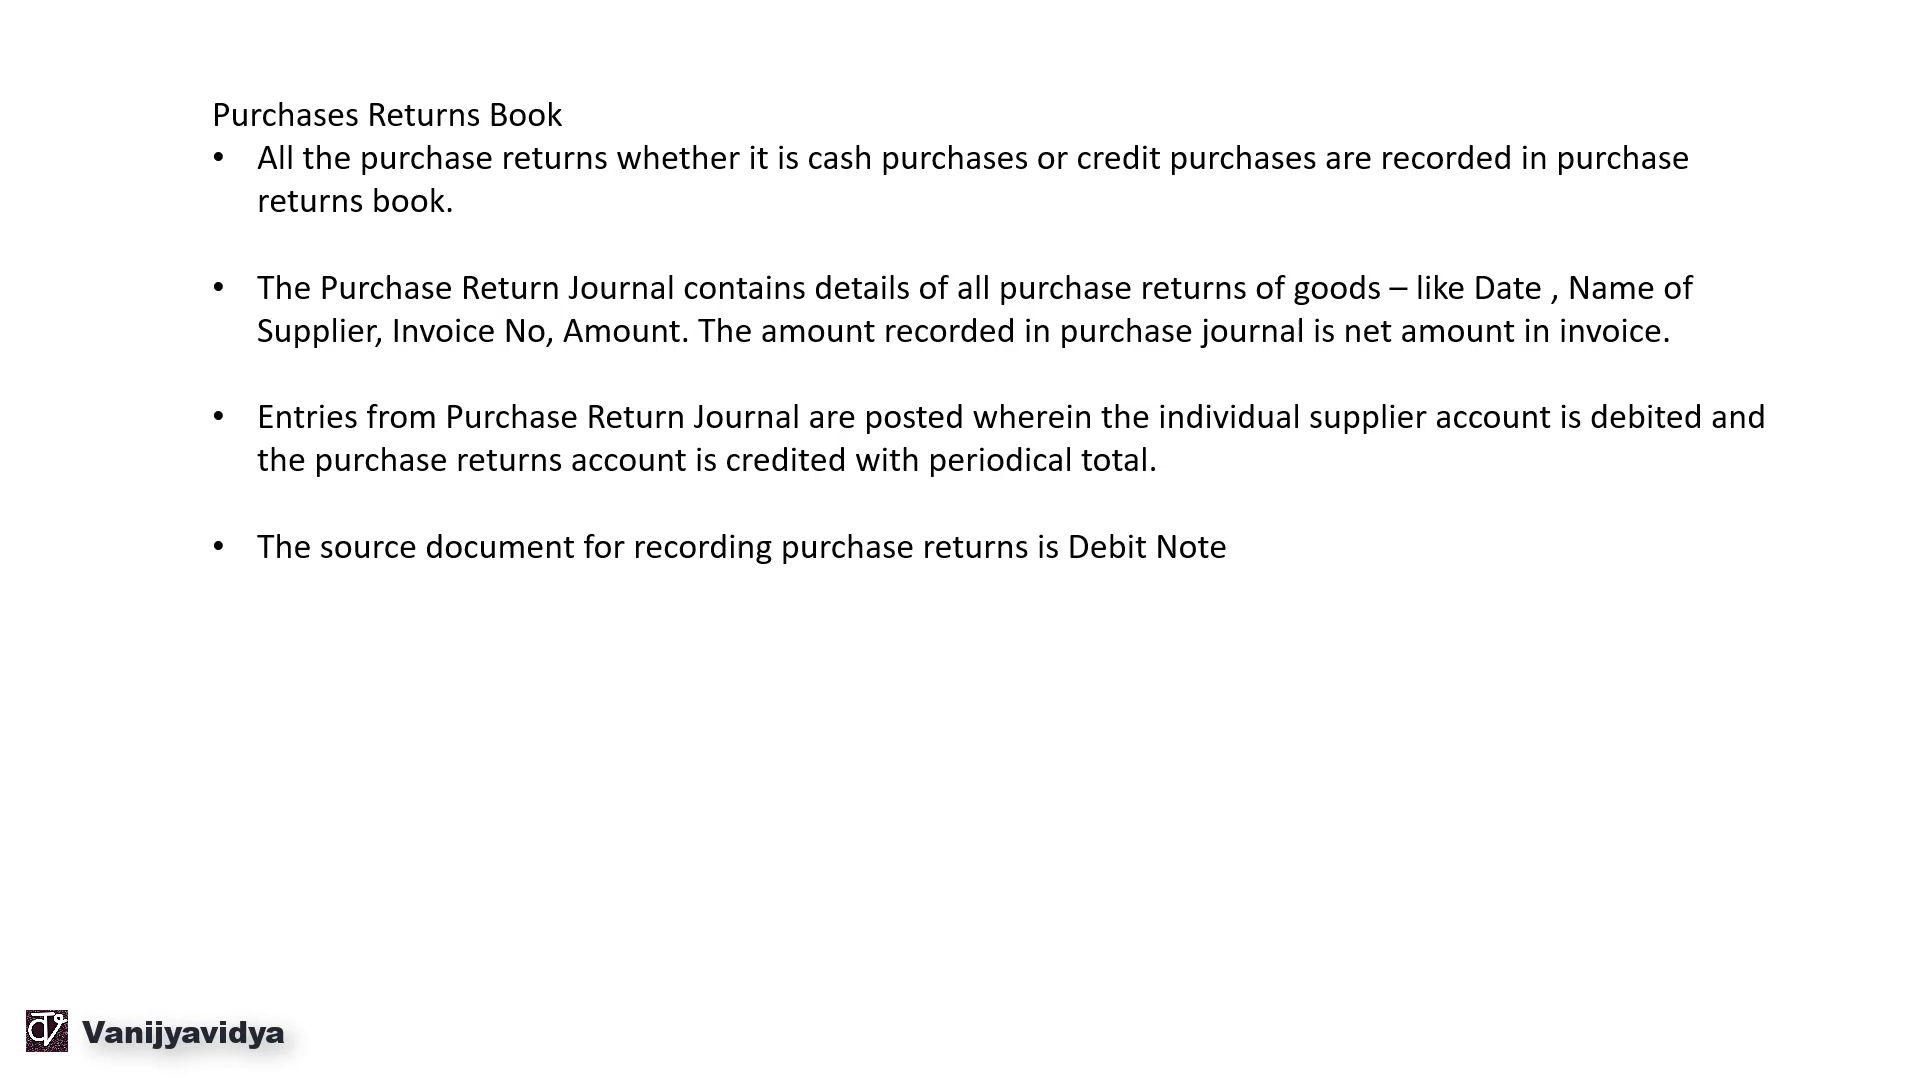 Purchases Returns Book
• All the purchase returns whether it is cash purchases or credit purchases are recorded in purchase
returns book.
• The Purchase Return Journal contains details of all purchase returns of goods – like Date , Name of
Supplier, Invoice No, Amount. The amount recorded in purchase journal is net amount in invoice.
• Entries from Purchase Return Journal are posted wherein the individual supplier account is debited and
the purchase returns account is credited with periodical total.
• The source document for recording purchase returns is Debit Note
Vanijyavidya